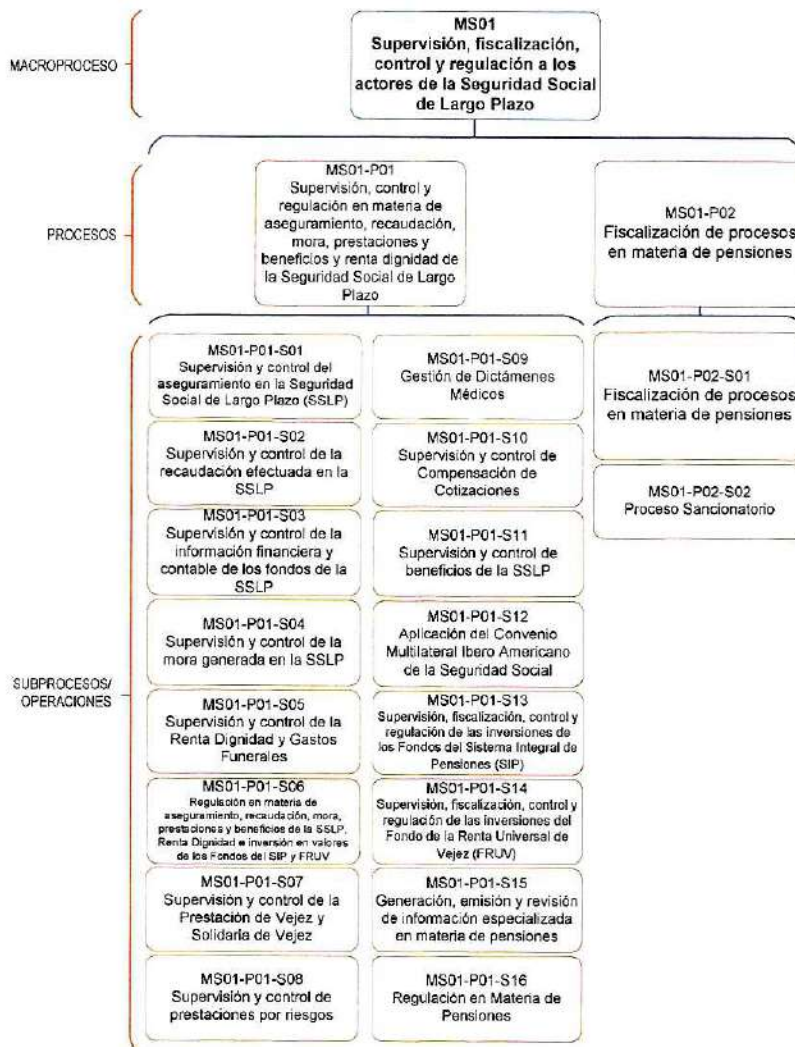 MACROPROCESO
MS01
Supervisión, fiscalización,
control y regulación a los
actores de la Seguridad Social
de Largo Plazo
PROCESOS
MS01-P01
Supervisión, control y
regulación en materia de
aseguramiento, recaudación,
mora, prestaciones y
beneficios y renta dignidad de
la Seguridad Social de Largo
Plazo
MS01-P02
Fiscalización de procesos
en materia de pensiones
SUBPROCESOS/
OPERACIONES
MS01-P01-S01
Supervisión y control del
aseguramiento en la Seguridad
Social de Largo Plazo (SSLP)
MS01-P01-S02
Supervisión y control de la
recaudación efectuada en la
SSLP
MS01-P01-S03
Supervisión y control de la
información financiera y
contable de los fondos de la
SSLP
MS01-P01-S04
Supervisión y control de la
mora generada en la SSLP
MS01-P01-S05
Supervisión y control de la
Renta Dignidad y Gastos
Funerales
MS01-P01-S06
Regulación en materia de
aseguramiento, recaudación, mora,
prestaciones y beneficios de la SSLP,
Renta Dignidad e inversión en valores
de los Fondos del SIP y FRUV
MS01-P01-S07
Supervisión y control de la
Prestación de Vejez y
Solidaria de Vejez
MS01-P01-S08
Supervisión y control de
prestaciones por riesgos
MS01-P01-S09
Gestión de Dictámenes
Médicos
MS01-P01-S10
Supervisión y control de
Compensación de
Cotizaciones
MS01-P01-S11
Supervisión y control de
beneficios de la SSLP
MS01-P01-S12
Aplicación del Convenio
Multilateral Ibero Americano
de la Seguridad Social
MS01-P01-S13
Supervisión, fiscalización, control y
regulación de las inversiones de
los Fondos del Sistema Integral de
Pensiones (SIP)
MS01-P01-S14
Supervisión, fiscalización, control y
regulación de las inversiones del
Fondo de la Renta Universal de
Vejez (FRUV)
MS01-P01-S15
Generación, emisión y revisión
de información especializada
en materia de pensiones
MS01-P01-S16
Regulación en Materia de
Pensiones
MS01-P02-S01
Fiscalización de procesos
en materia de pensiones
MS01-P02-S02
Proceso Sancionatorio